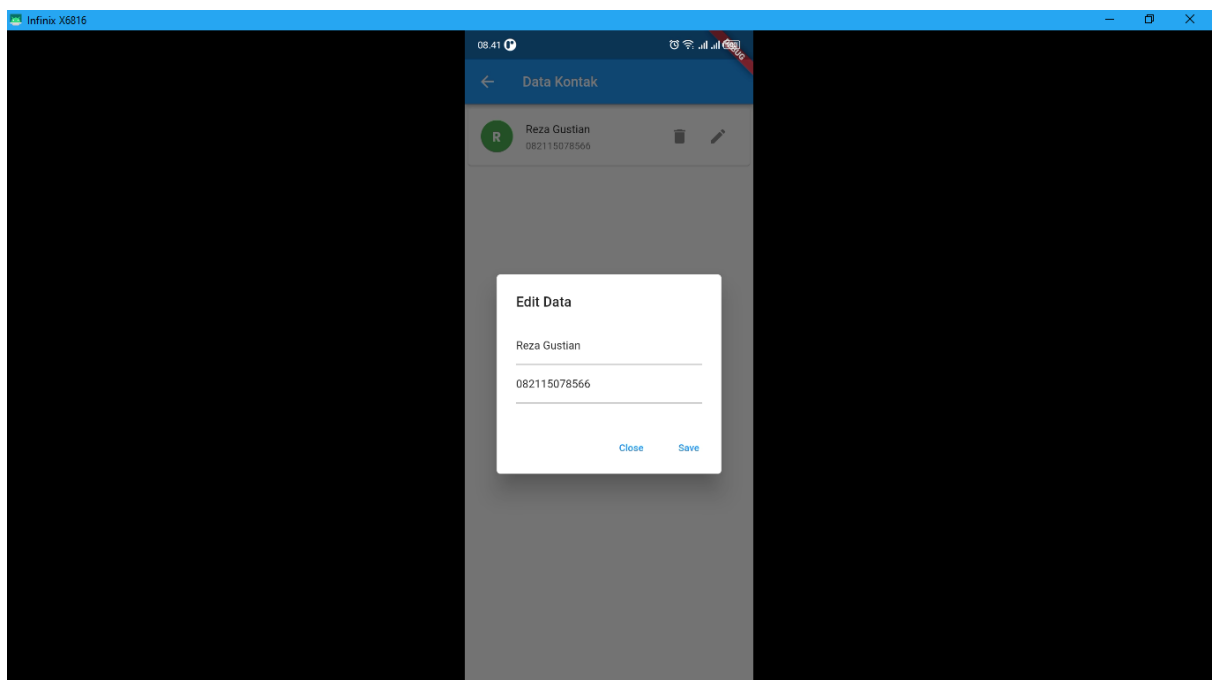 Infinix X6816
08.41
Data Kontak
R
Reza Gustian
082115078566
Edit Data
Reza Gustian
082115078566
Close Save